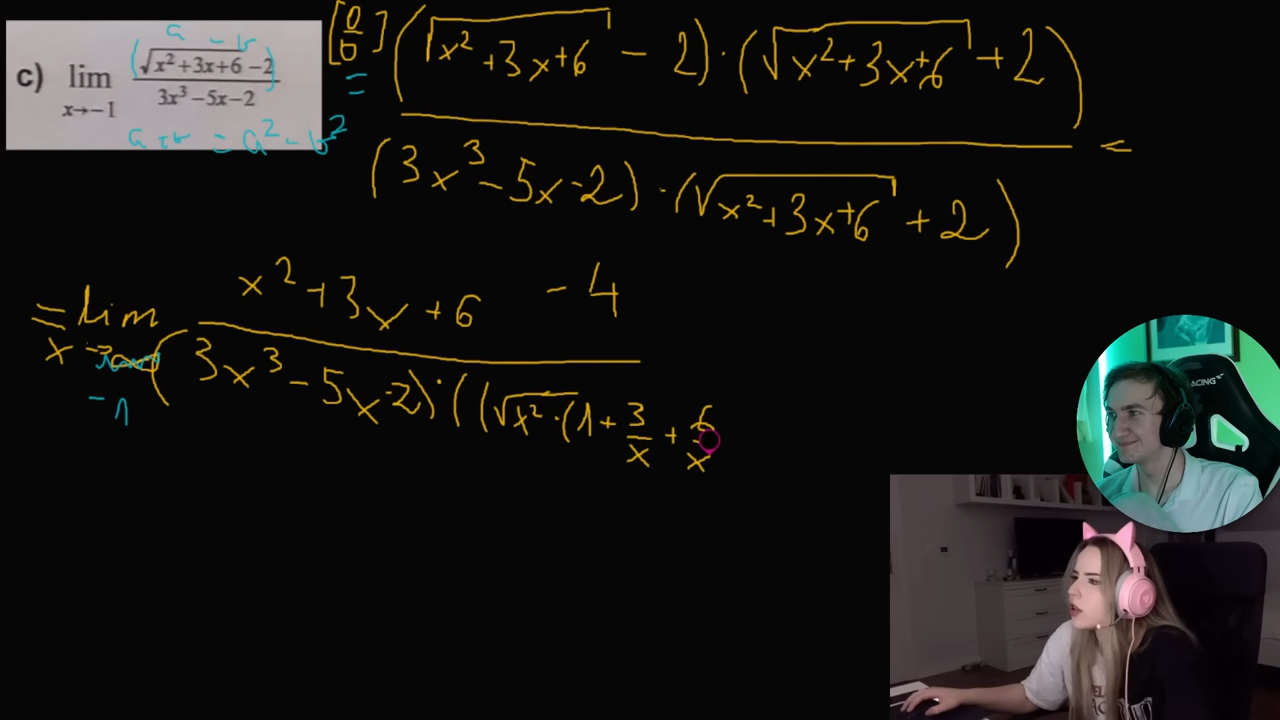 c) lim x→−1 (√x²+3x+6 −2) / (3x³−5x−2)
a − b
a+b = a² − b²
[0/0] = (√x²+3x+6 − 2)·(√x²+3x+6 + 2) / (3x³−5x−2)·(√x²+3x+6 + 2) =
= lim x→ −1 x²+3x+6 −4 / (3x³−5x−2)·((√x²·(1+3/x+6/x
RACING